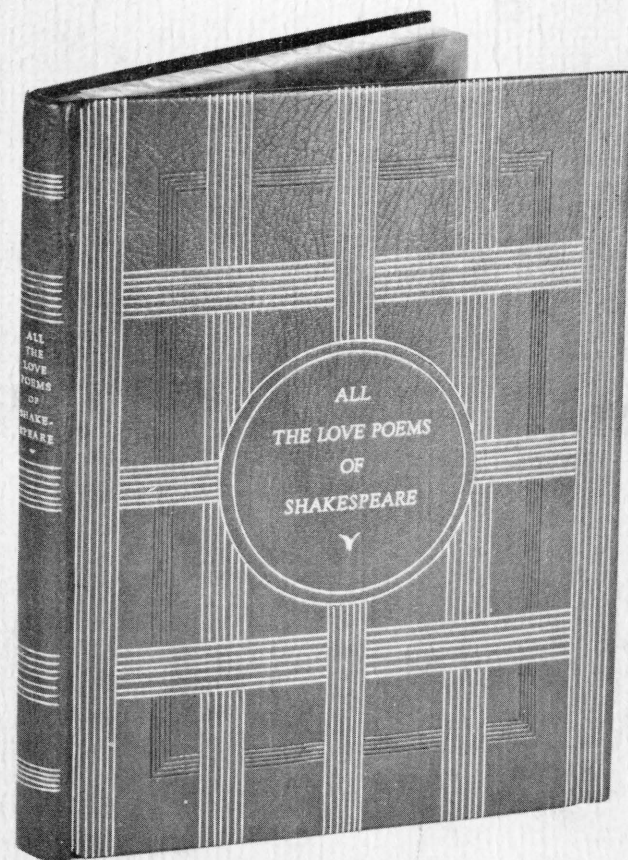 ALL
THE
LOVE
POEMS
OF
SHAKE-
SPEARE
ALL
THE LOVE POEMS
OF
SHAKESPEARE